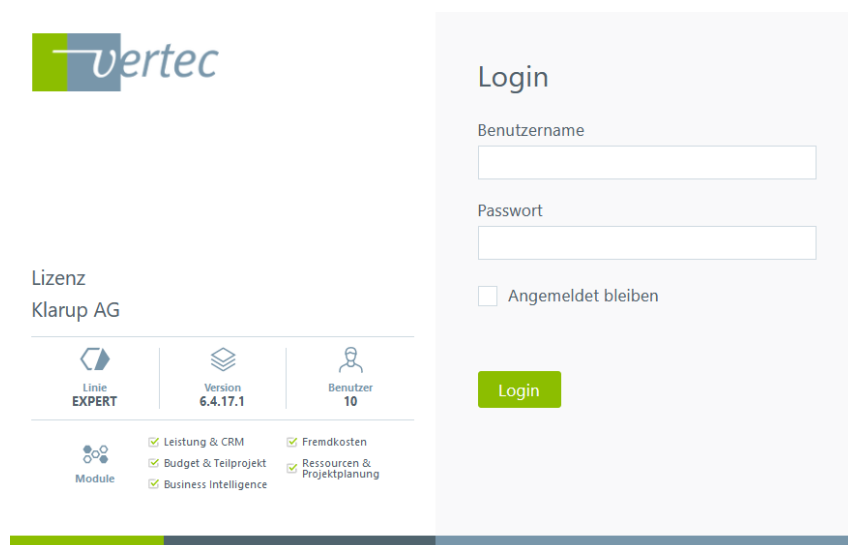 vertec
Lizenz
Klarup AG
Linie
EXPERT
Version
6.4.17.1
Benutzer
10
Module
Leistung & CRM
Budget & Teilprojekt
Business Intelligence
Fremdkosten
Ressourcen &
Projektplanung
Login
Benutzername
Passwort
Angemeldet bleiben
Login